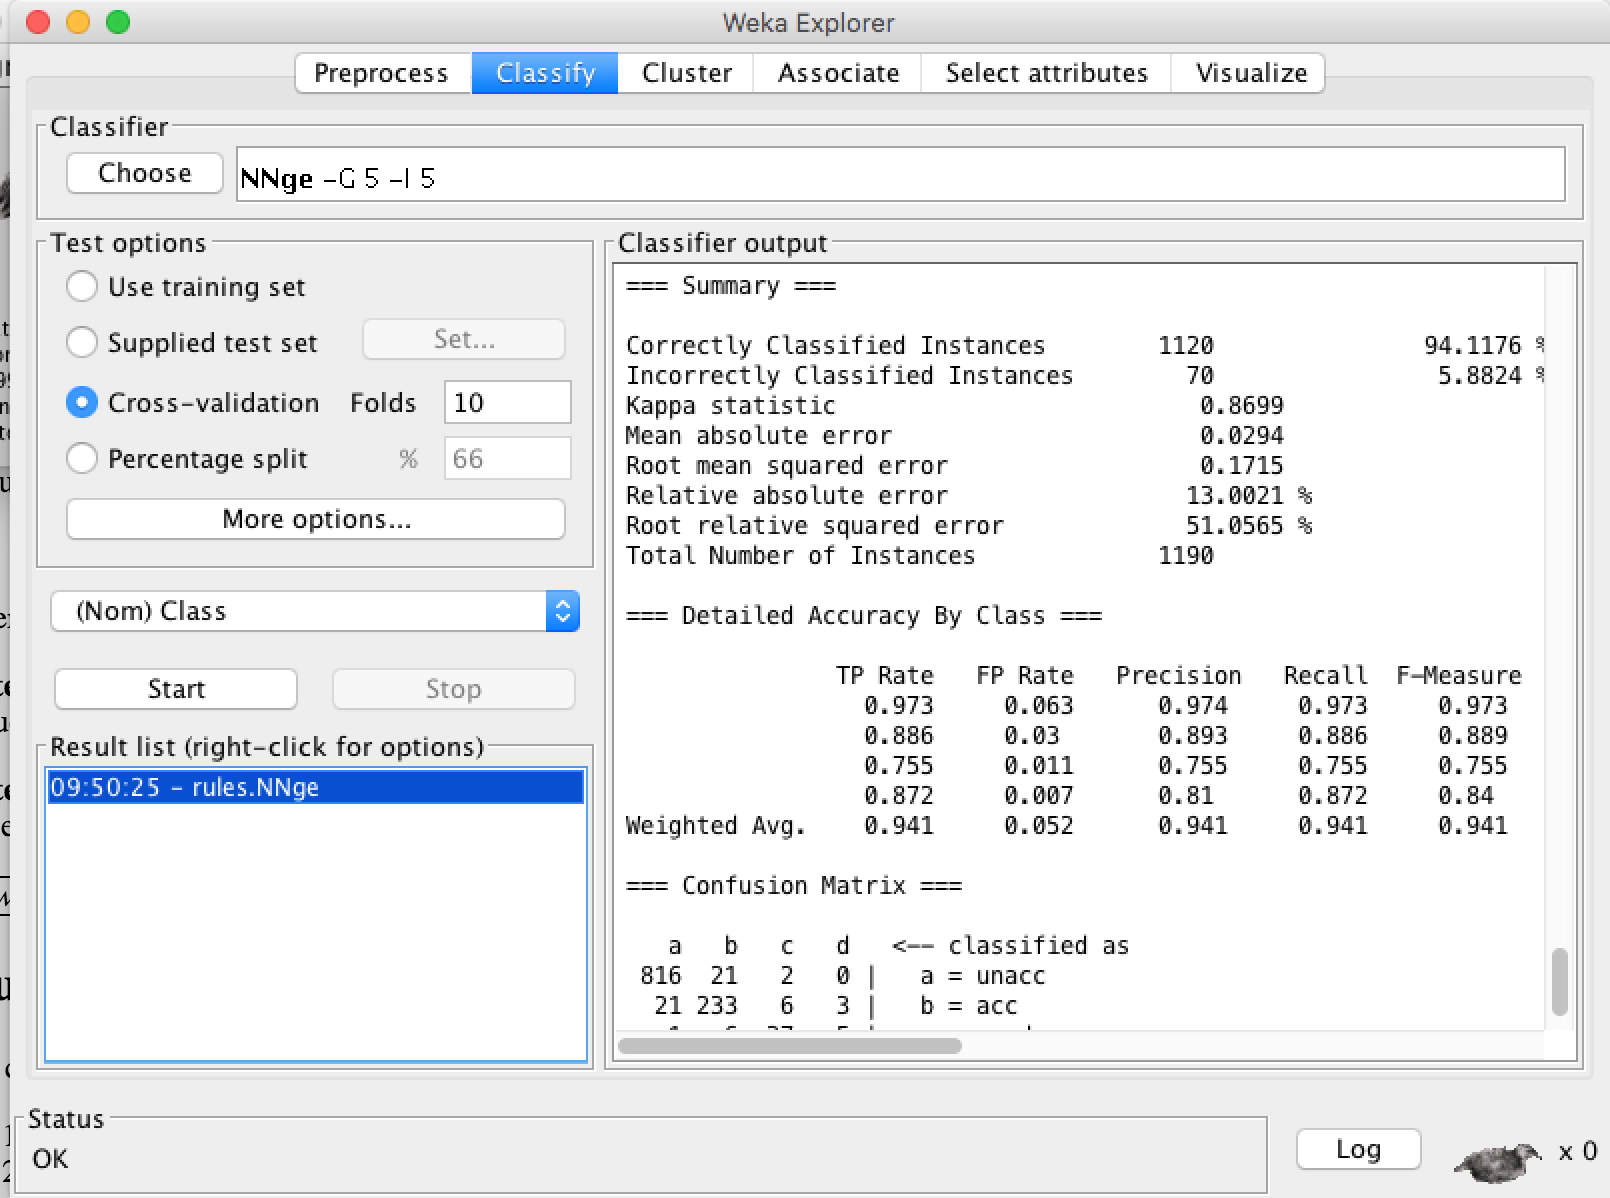 Weka Explorer
Preprocess Classify Cluster Associate Select attributes Visualize
Classifier
Choose NNge -G 5 -I 5
Test options
Use training set
Supplied test set Set...
Cross-validation Folds 10
Percentage split % 66
More options...
(Nom) Class
Start Stop
Result list (right-click for options)
09:50:25 - rules.NNge
Classifier output
=== Summary ===
Correctly Classified Instances 1120 94.1176 %
Incorrectly Classified Instances 70 5.8824 %
Kappa statistic 0.8699
Mean absolute error 0.0294
Root mean squared error 0.1715
Relative absolute error 13.0021 %
Root relative squared error 51.0565 %
Total Number of Instances 1190
=== Detailed Accuracy By Class ===
TP Rate FP Rate Precision Recall F-Measure
0.973 0.063 0.974 0.973 0.973
0.886 0.03 0.893 0.886 0.889
0.755 0.011 0.755 0.755 0.755
0.872 0.007 0.81 0.872 0.84
Weighted Avg. 0.941 0.052 0.941 0.941 0.941
=== Confusion Matrix ===
a b c d <-- classified as
816 21 2 0 | a = unacc
21 233 6 3 | b = acc
Status
OK
Log
x 0